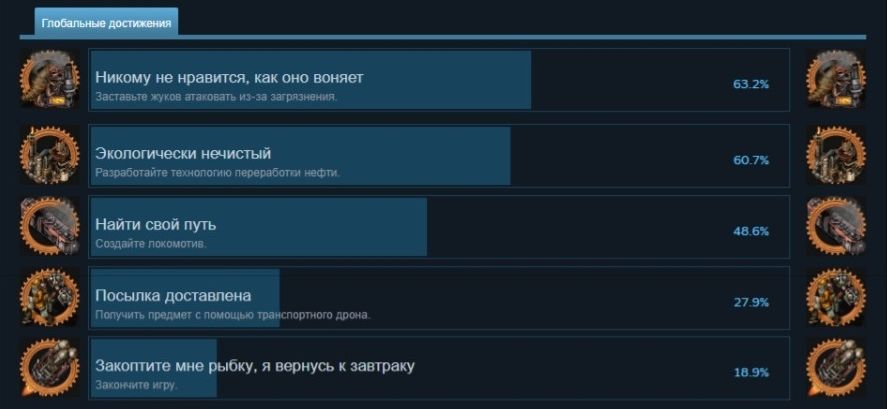 Глобальные достижения
Никому не нравится, как оно воняет
Заставьте жуков атаковать из-за загрязнения.
63.2%
Экологически нечистый
Разработайте технологию переработки нефти.
60.7%
Найти свой путь
Создайте локомотив.
48.6%
Посылка доставлена
Получить предмет с помощью транспортного дрона.
27.9%
Закоптите мне рыбку, я вернусь к завтраку
Закончите игру.
18.9%